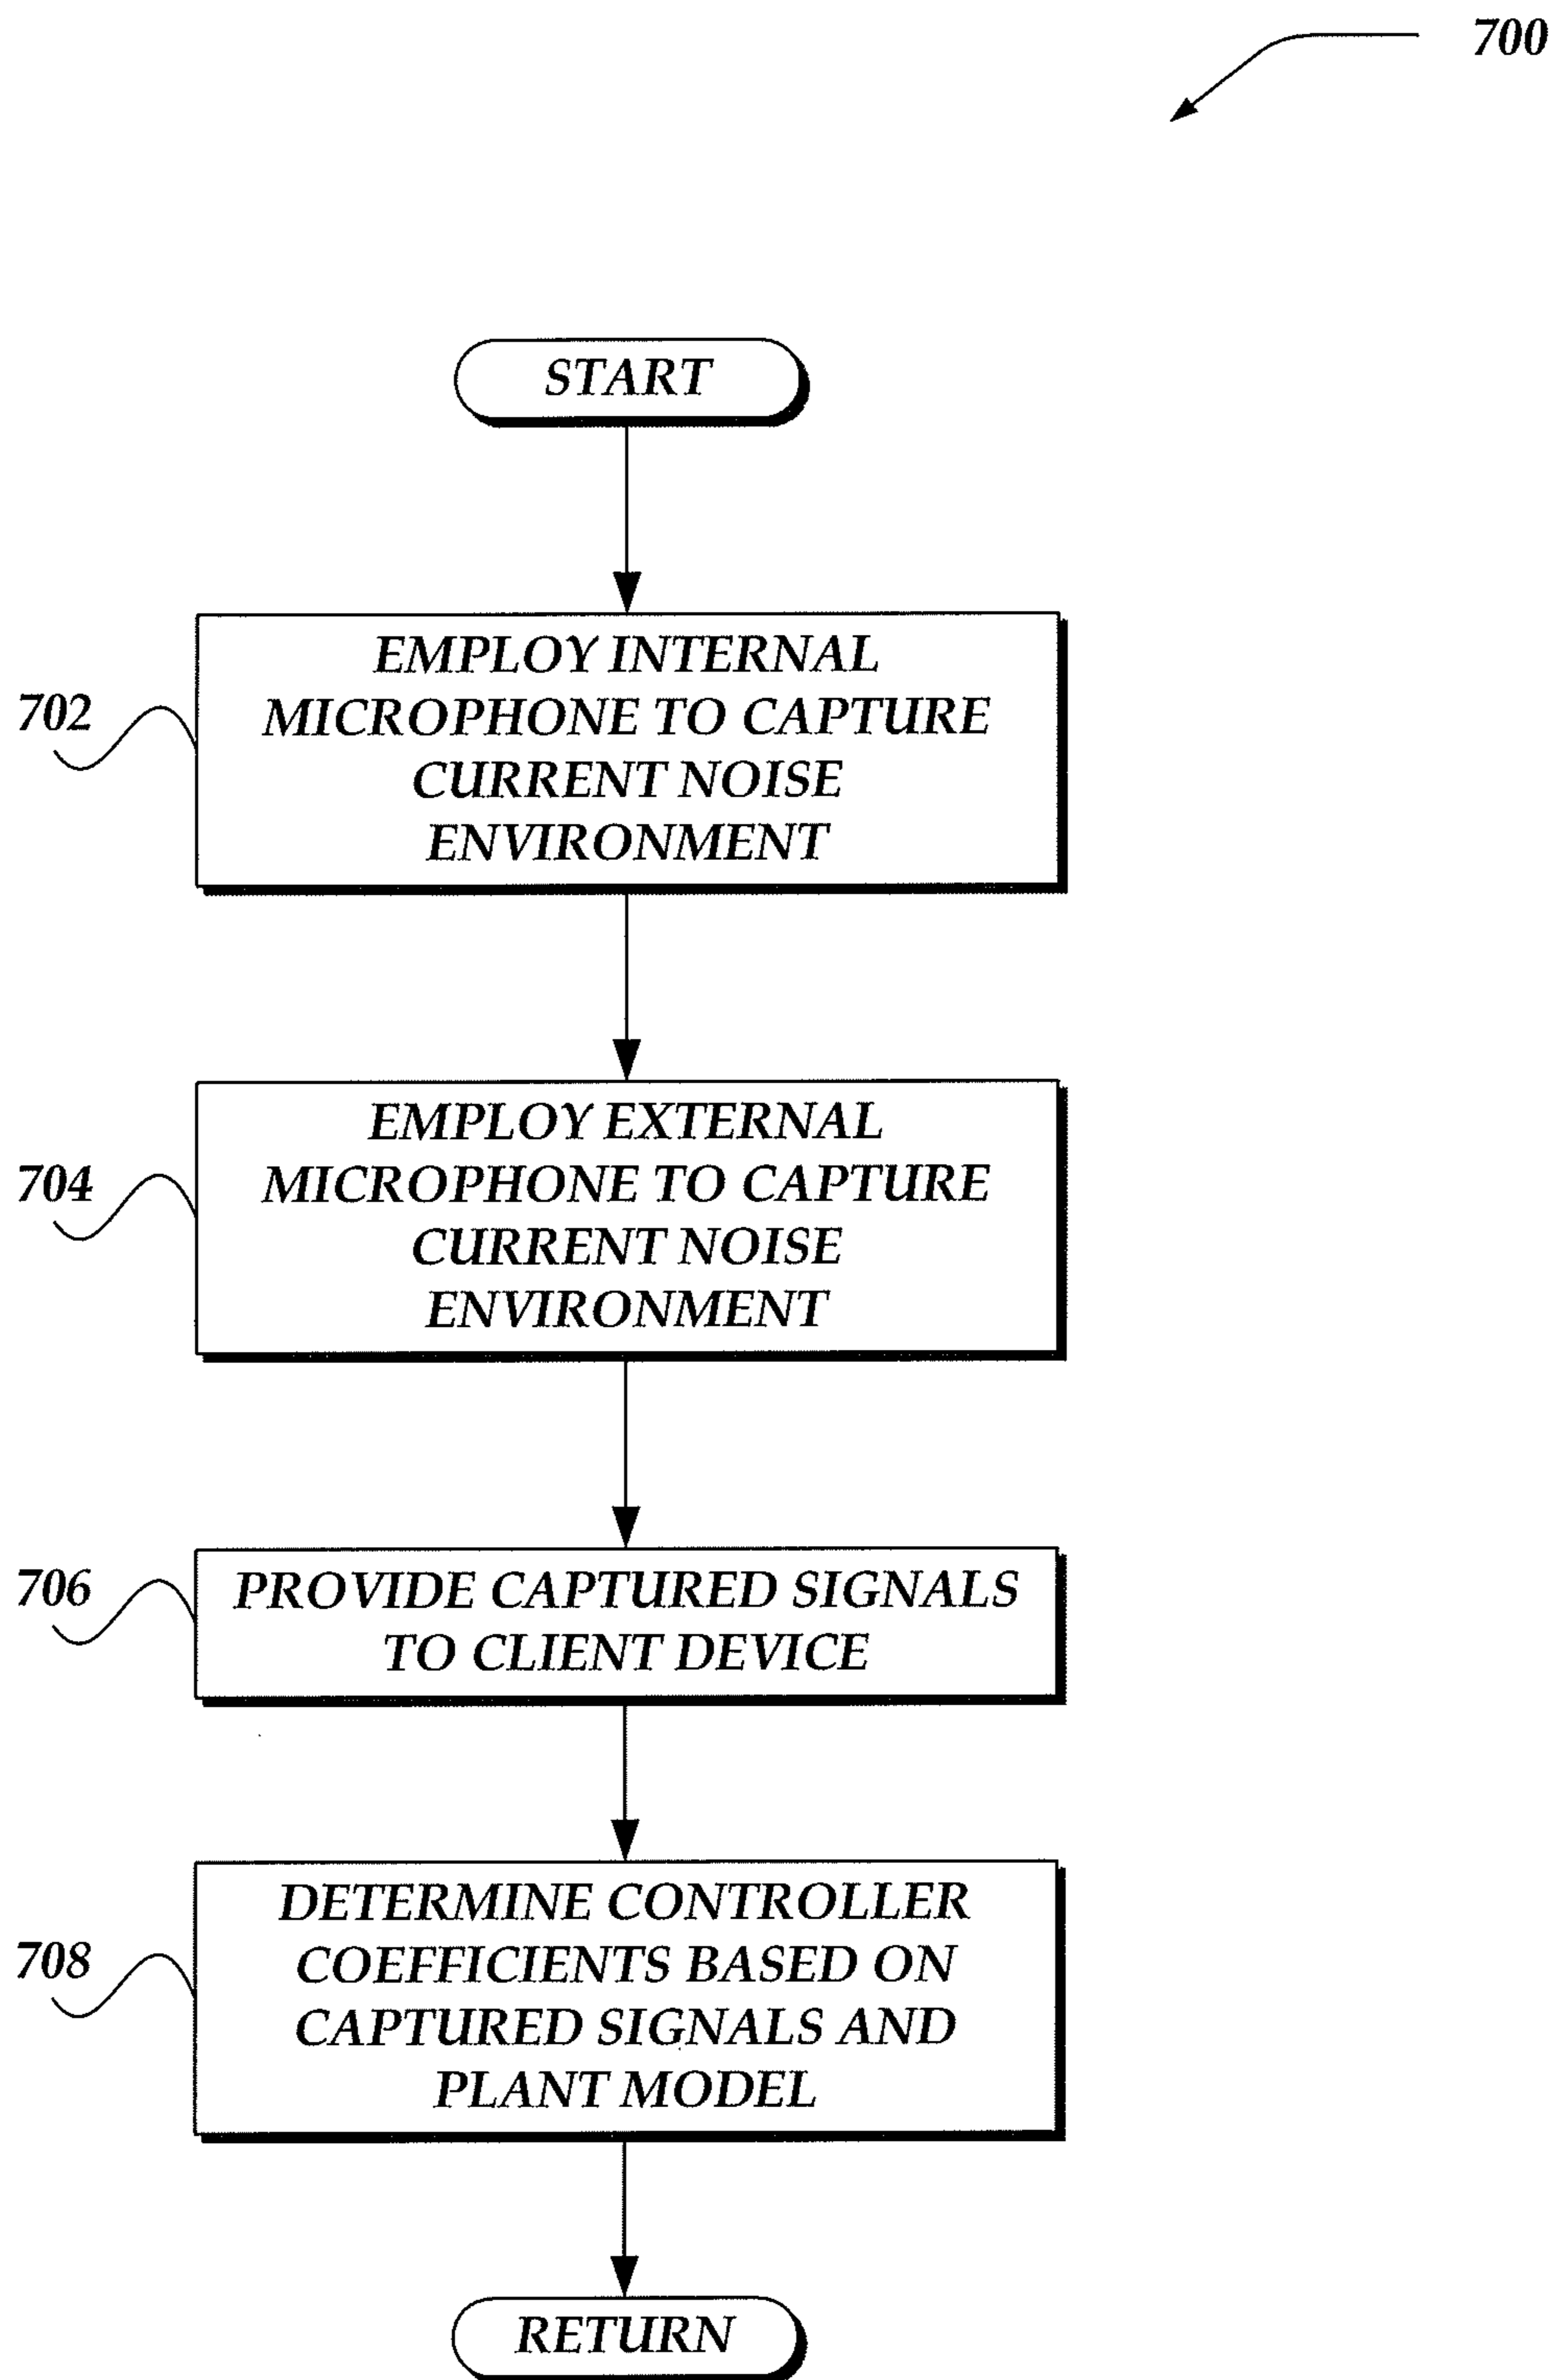 700
START
702
EMPLOY INTERNAL
MICROPHONE TO CAPTURE
CURRENT NOISE
ENVIRONMENT
704
EMPLOY EXTERNAL
MICROPHONE TO CAPTURE
CURRENT NOISE
ENVIRONMENT
706
PROVIDE CAPTURED SIGNALS
TO CLIENT DEVICE
708
DETERMINE CONTROLLER
COEFFICIENTS BASED ON
CAPTURED SIGNALS AND
PLANT MODEL
RETURN